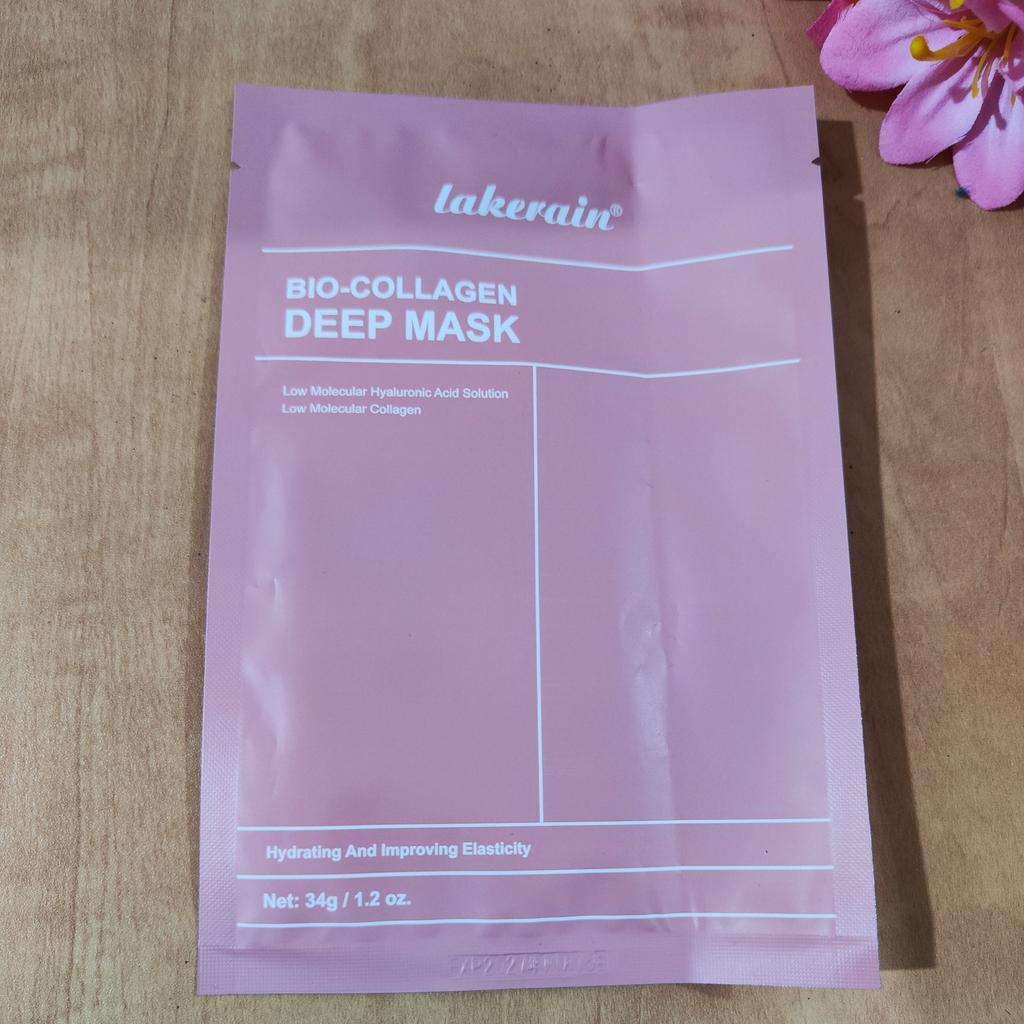 lakerain®
BIO-COLLAGEN
DEEP MASK
Low Molecular Hyaluronic Acid Solution
Low Molecular Collagen
Hydrating And Improving Elasticity
Net: 34g / 1.2 oz.